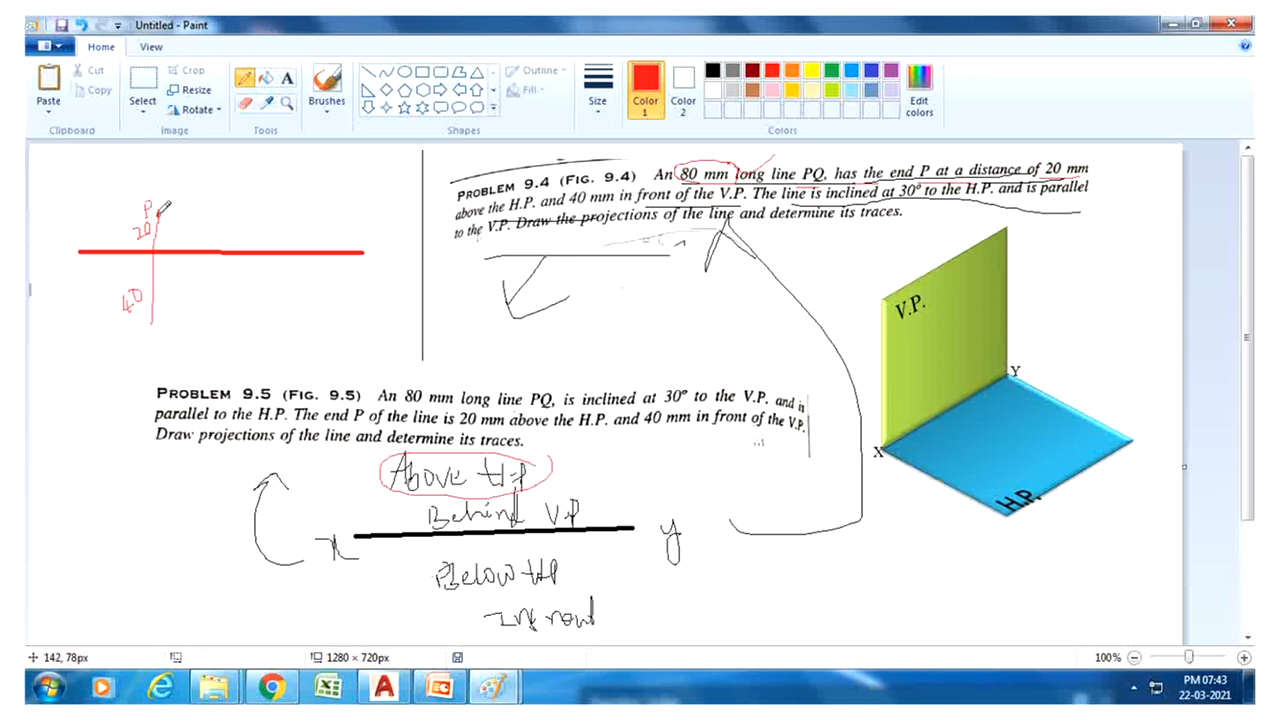 Untitled - Paint
Home View
Cut
Copy
Paste
Clipboard
Select
Crop
Resize
Rotate
Image
Tools
Brushes
Shapes
Outline
Fill
Size
Color 1
Color 2
Edit colors
Colors
PROBLEM 9.4 (FIG. 9.4) An 80 mm long line PQ, has the end P at a distance of 20 mm
above the H.P. and 40 mm in front of the V.P. The line is inclined at 30º to the H.P. and is parallel
to the V.P. Draw the projections of the line and determine its traces.
P
20
40
V.P.
Y
X
H.P.
PROBLEM 9.5 (FIG. 9.5) An 80 mm long line PQ, is inclined at 30º to the V.P. and is
parallel to the H.P. The end P of the line is 20 mm above the H.P. and 40 mm in front of the V.P.
Draw projections of the line and determine its traces.
Above H.P
Behind V.P
x y
Below H.P
142, 78px
1280 × 720px
100%
PM 07:43
22-03-2021